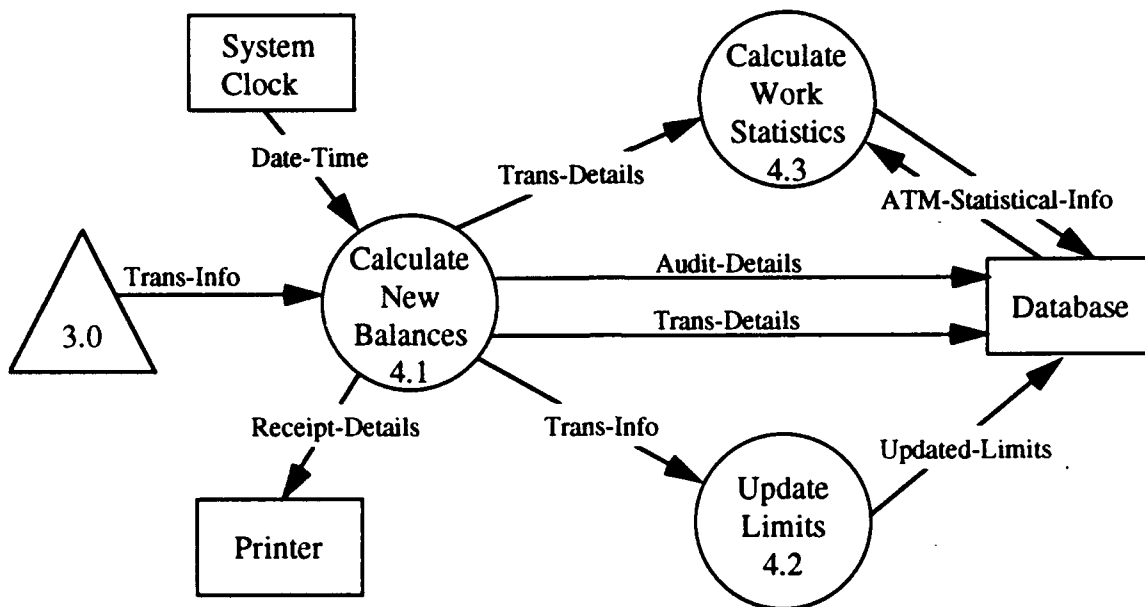 System
Clock
Calculate
Work
Statistics
4.3
Date-Time
Trans-Details
ATM-Statistical-Info
Trans-Info
3.0
Calculate
New
Balances
4.1
Audit-Details
Trans-Details
Database
Receipt-Details
Trans-Info
Updated-Limits
Printer
Update
Limits
4.2